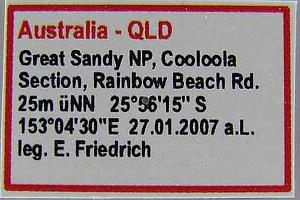 Australia - QLD
Great Sandy NP, Cooloola
Section, Rainbow Beach Rd.
25m üNN   25°56'15" S
153°04'30"E  27.01.2007 a.L.
leg. E. Friedrich